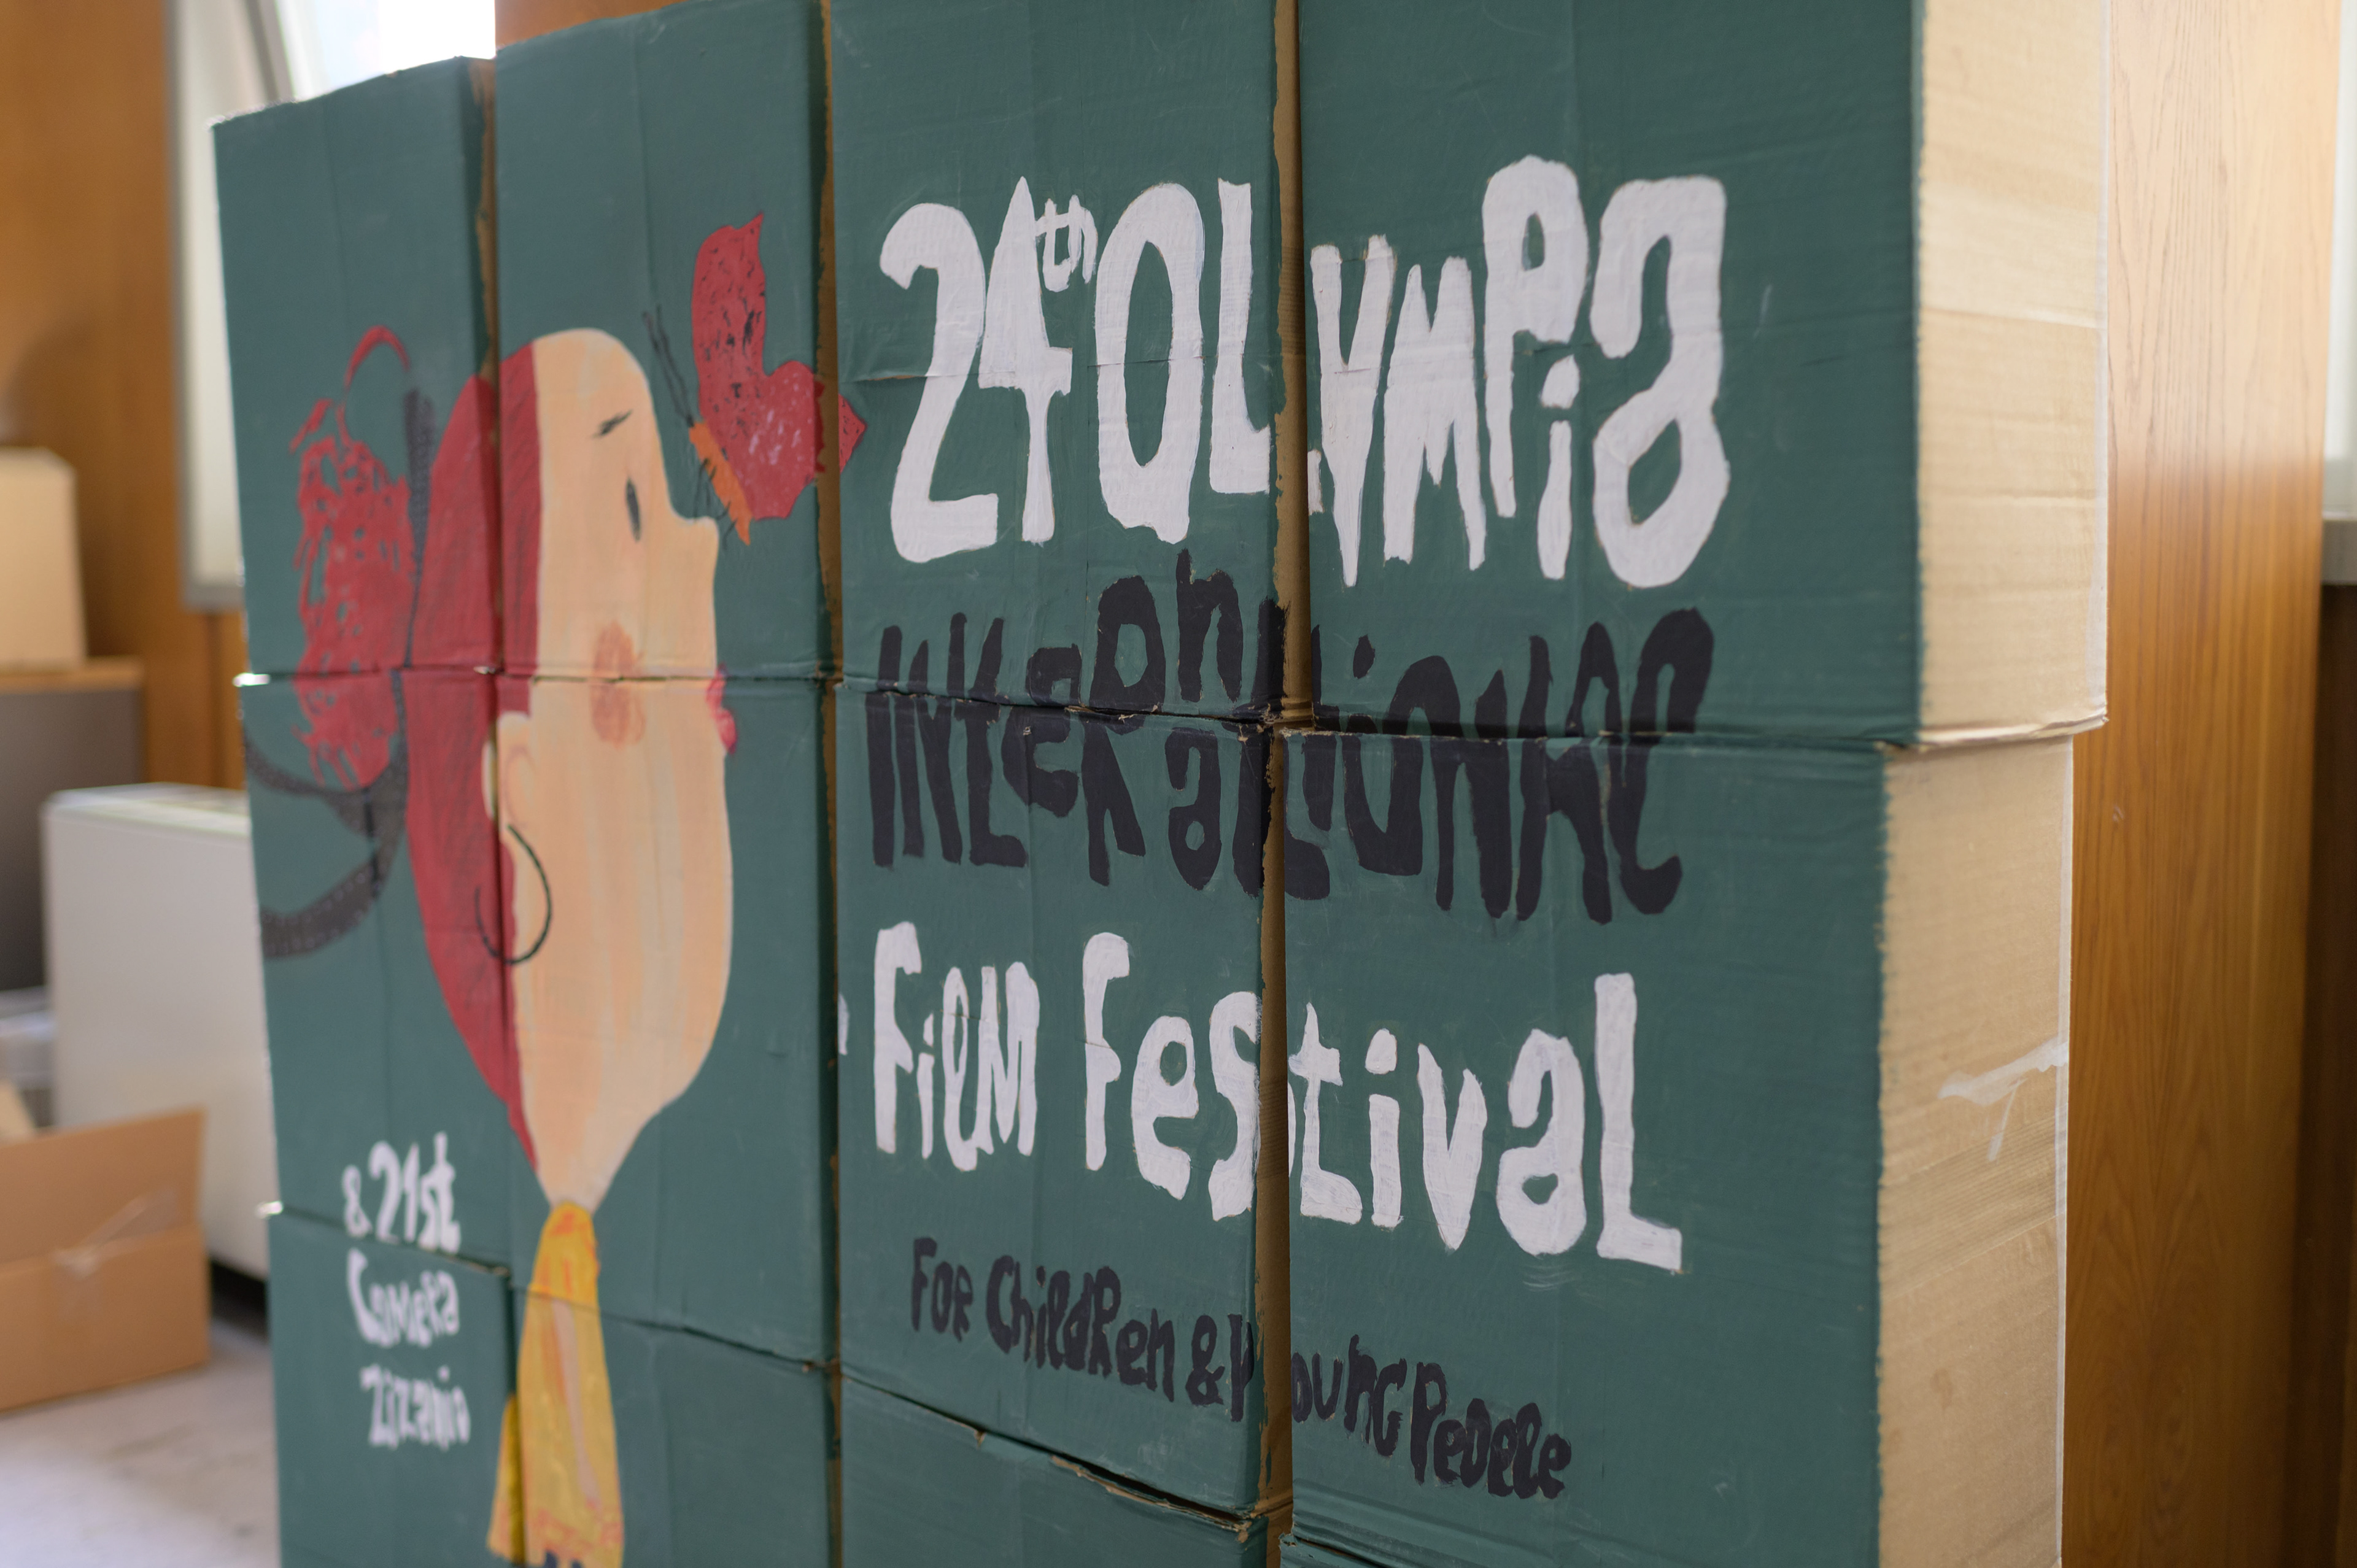 24th Olympia
International
Film Festival
For Children & Young People
& 21st
Camera
Zizanio